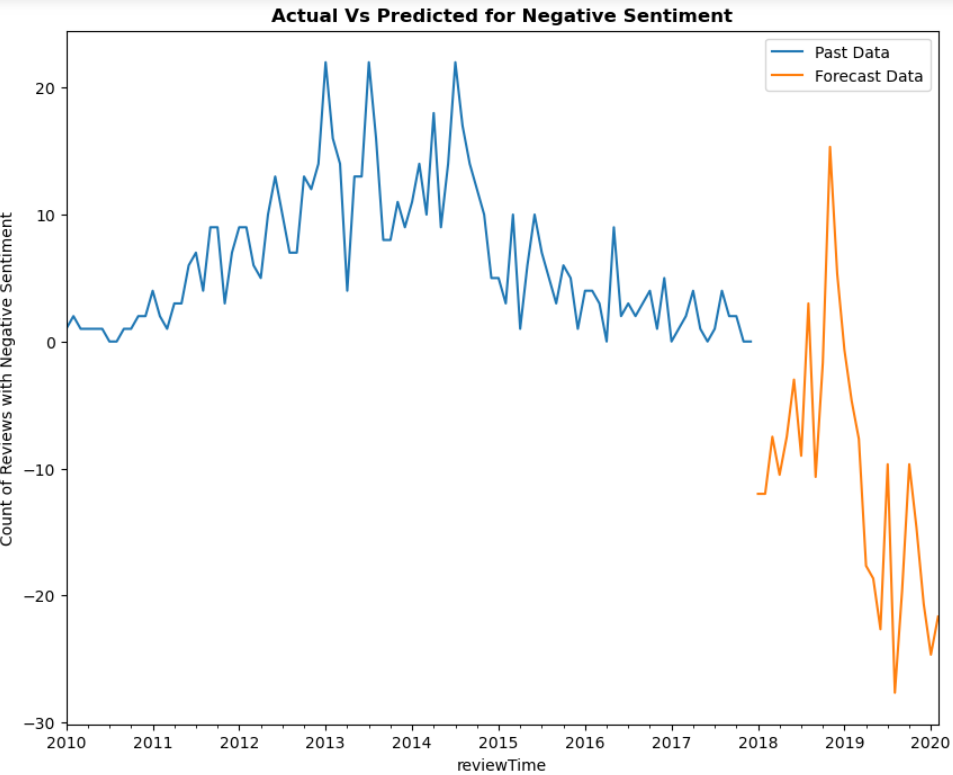 Actual Vs Predicted for Negative Sentiment
Past Data
Forecast Data
Count of Reviews with Negative Sentiment
20
10
0
−10
−20
−30
2010 2011 2012 2013 2014 2015 2016 2017 2018 2019 2020
reviewTime